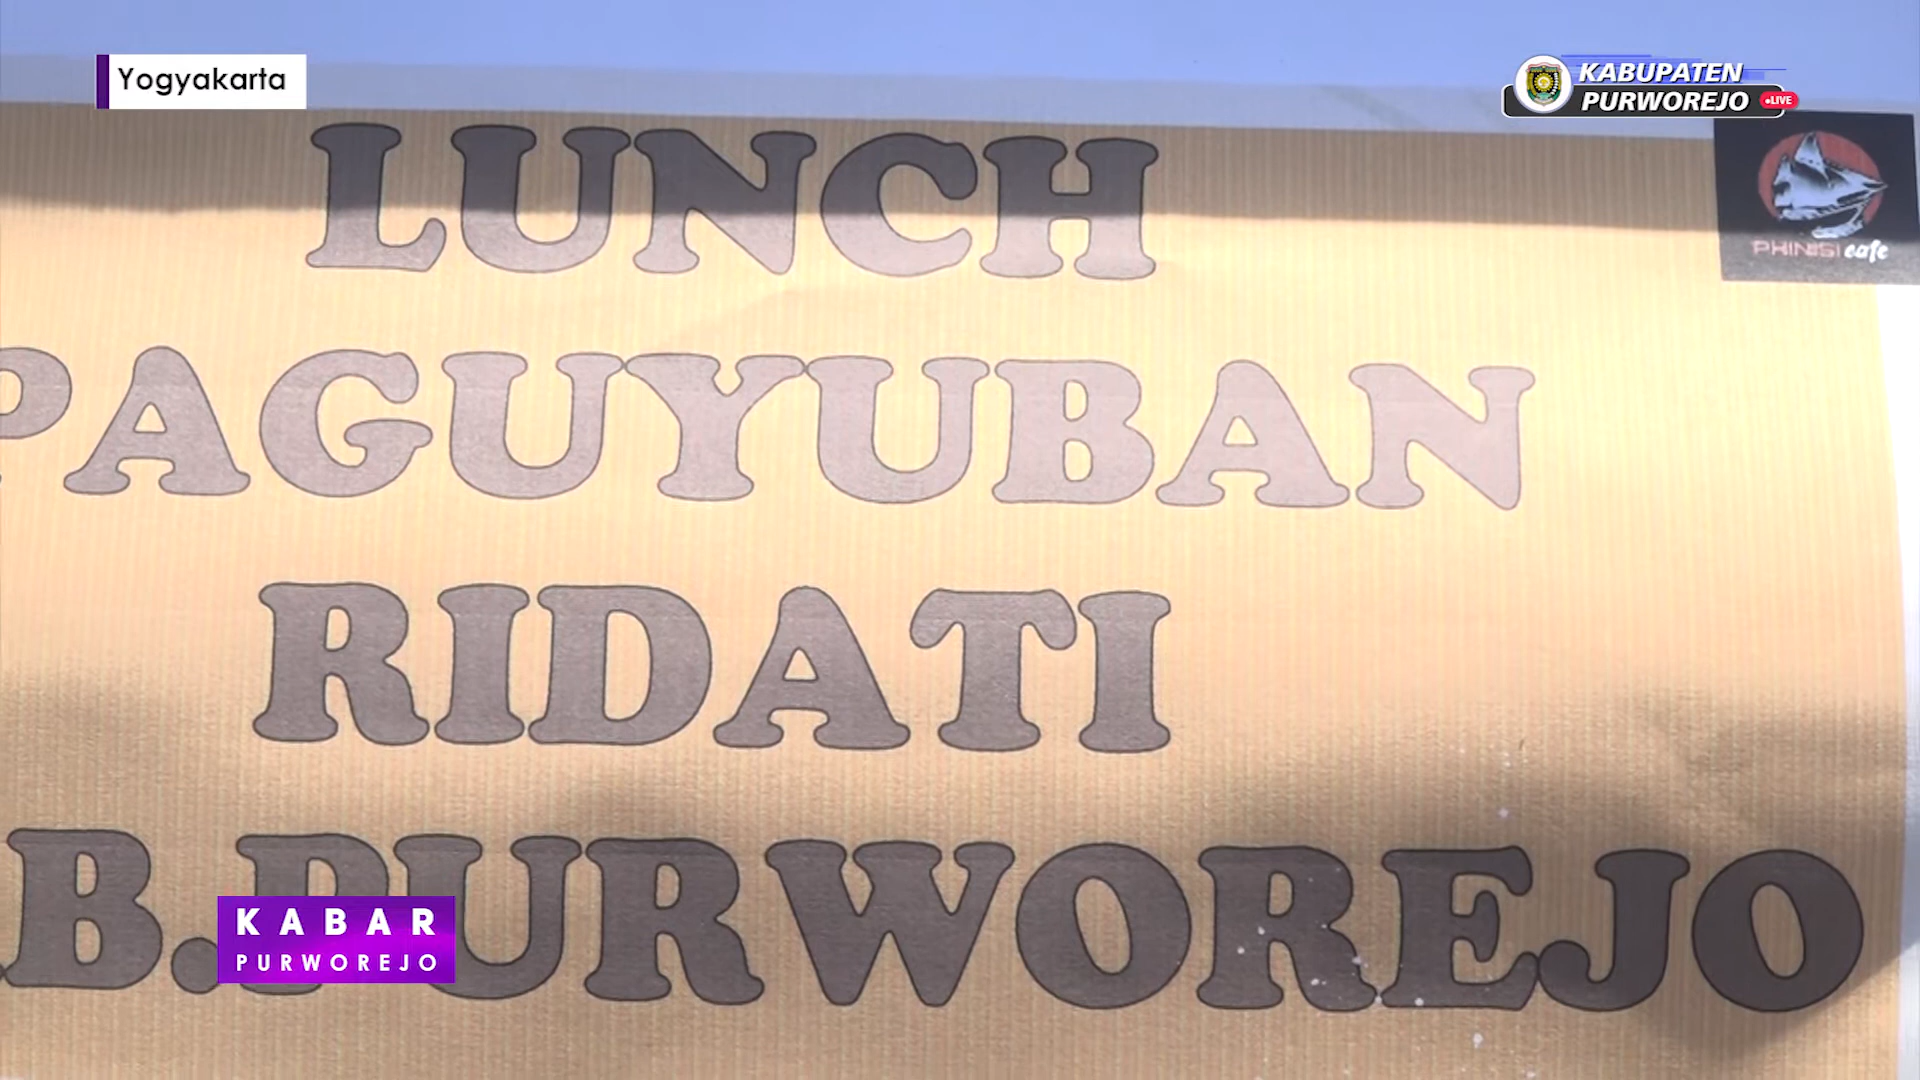 Yogyakarta
KABUPATEN
PURWOREJO
LIVE
LUNCH
PHINISI cafe
PAGUYUBAN
RIDATI
B.PURWOREJO
KABAR
PURWOREJO